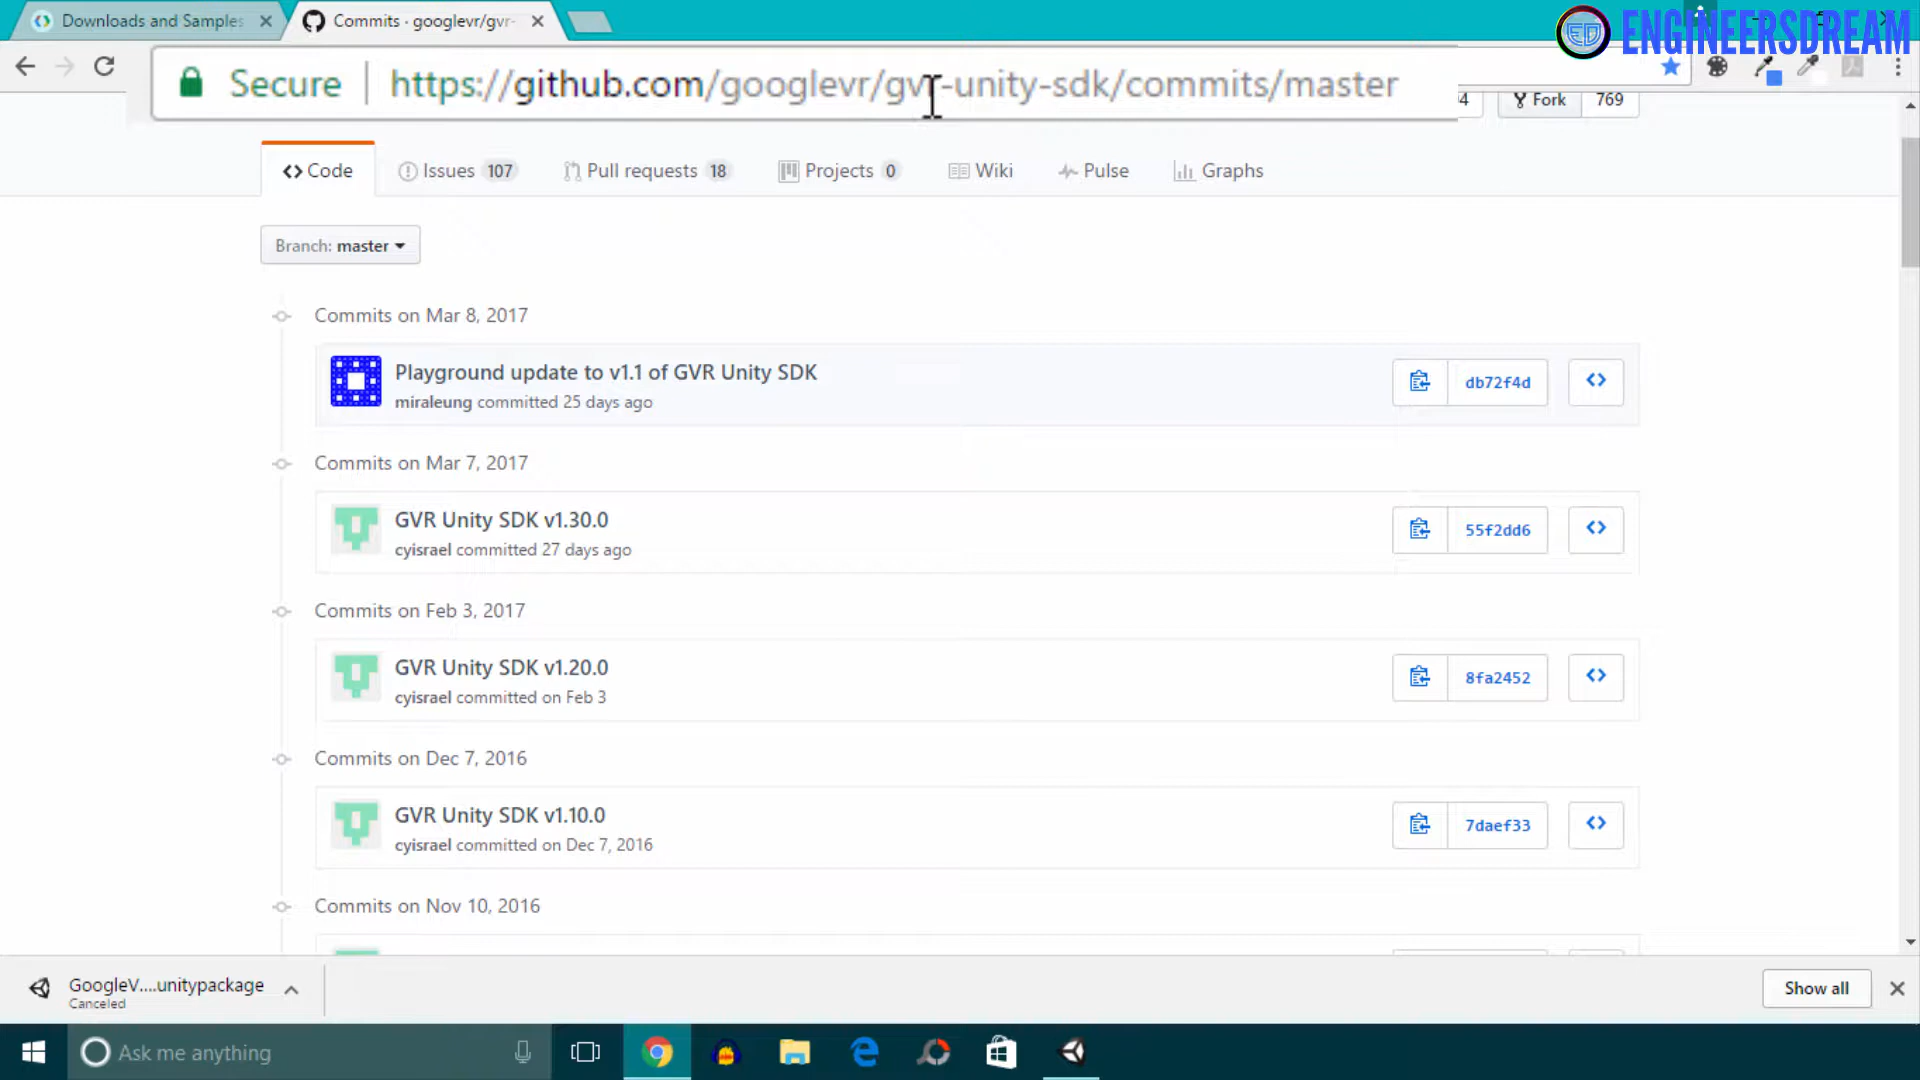 Downloads and Samples
Commits · googlevr/gvr-
ENGINEERSDREAM
ED
Secure https://github.com/googlevr/gvr-unity-sdk/commits/master
4 Fork 769
Code Issues 107 Pull requests 18 Projects 0 Wiki Pulse Graphs
Branch: master
Commits on Mar 8, 2017
Playground update to v1.1 of GVR Unity SDK
miraleung committed 25 days ago
db72f4d
Commits on Mar 7, 2017
GVR Unity SDK v1.30.0
cyisrael committed 27 days ago
55f2dd6
Commits on Feb 3, 2017
GVR Unity SDK v1.20.0
cyisrael committed on Feb 3
8fa2452
Commits on Dec 7, 2016
GVR Unity SDK v1.10.0
cyisrael committed on Dec 7, 2016
7daef33
Commits on Nov 10, 2016
GoogleV....unitypackage
Canceled
Show all
Ask me anything